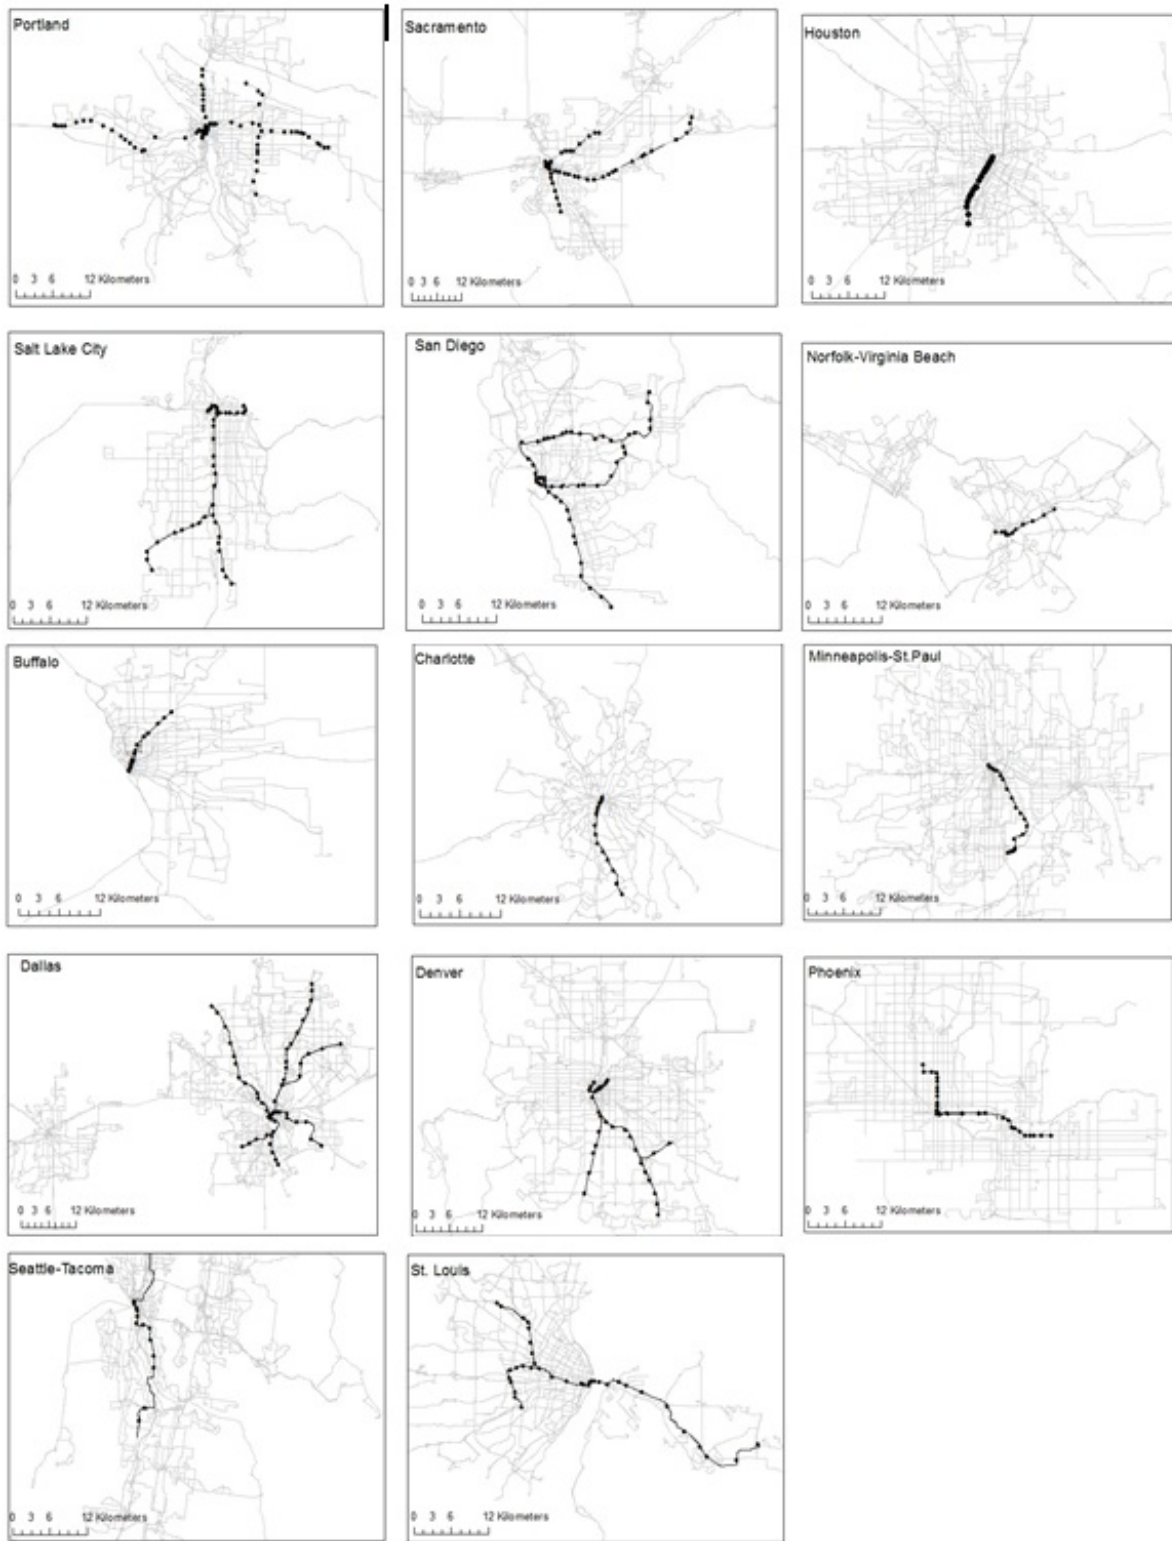 Portland
0 3 6 12 Kilometers
Sacramento
0 3 6 12 Kilometers
Houston
0 3 6 12 Kilometers
Salt Lake City
0 3 6 12 Kilometers
San Diego
0 3 6 12 Kilometers
Norfolk-Virginia Beach
0 3 6 12 Kilometers
Buffalo
0 3 6 12 Kilometers
Charlotte
0 3 6 12 Kilometers
Minneapolis-St.Paul
0 3 6 12 Kilometers
Dallas
0 3 6 12 Kilometers
Denver
0 3 6 12 Kilometers
Phoenix
0 3 6 12 Kilometers
Seattle-Tacoma
0 3 6 12 Kilometers
St. Louis
0 3 6 12 Kilometers